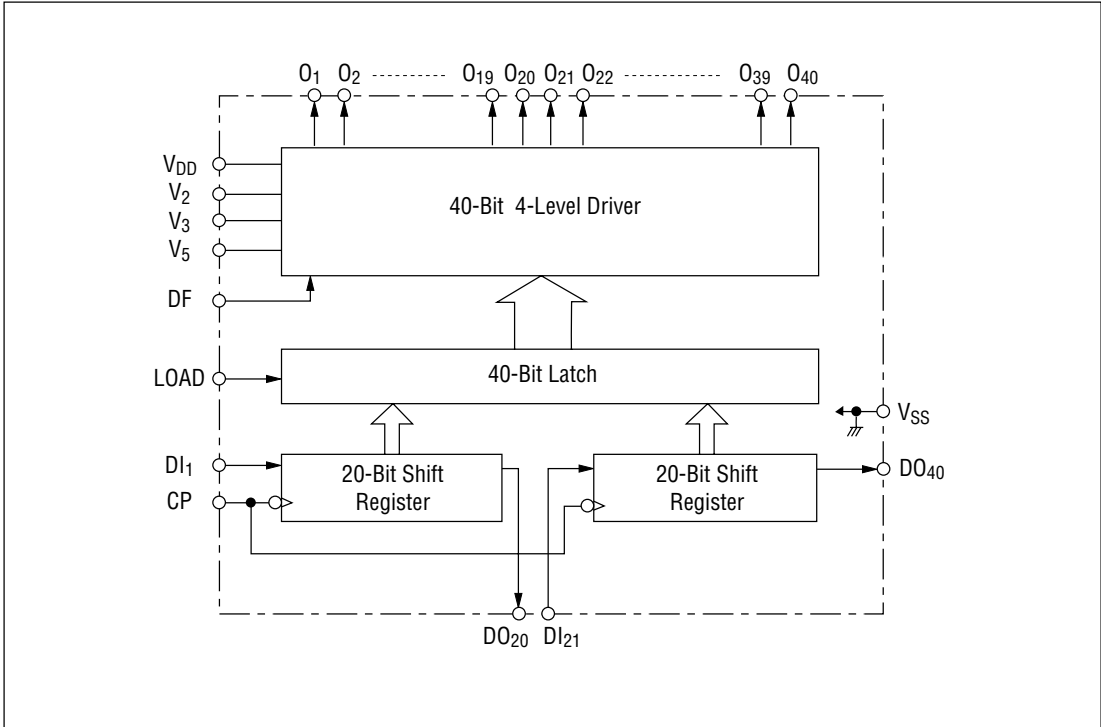 O1 O2 O19 O20 O21 O22 O39 O40
VDD
V2
V3
V5
40-Bit 4-Level Driver
DF
LOAD
40-Bit Latch
VSS
DI1
CP
20-Bit Shift
Register
20-Bit Shift
Register
DO40
DO20 DI21